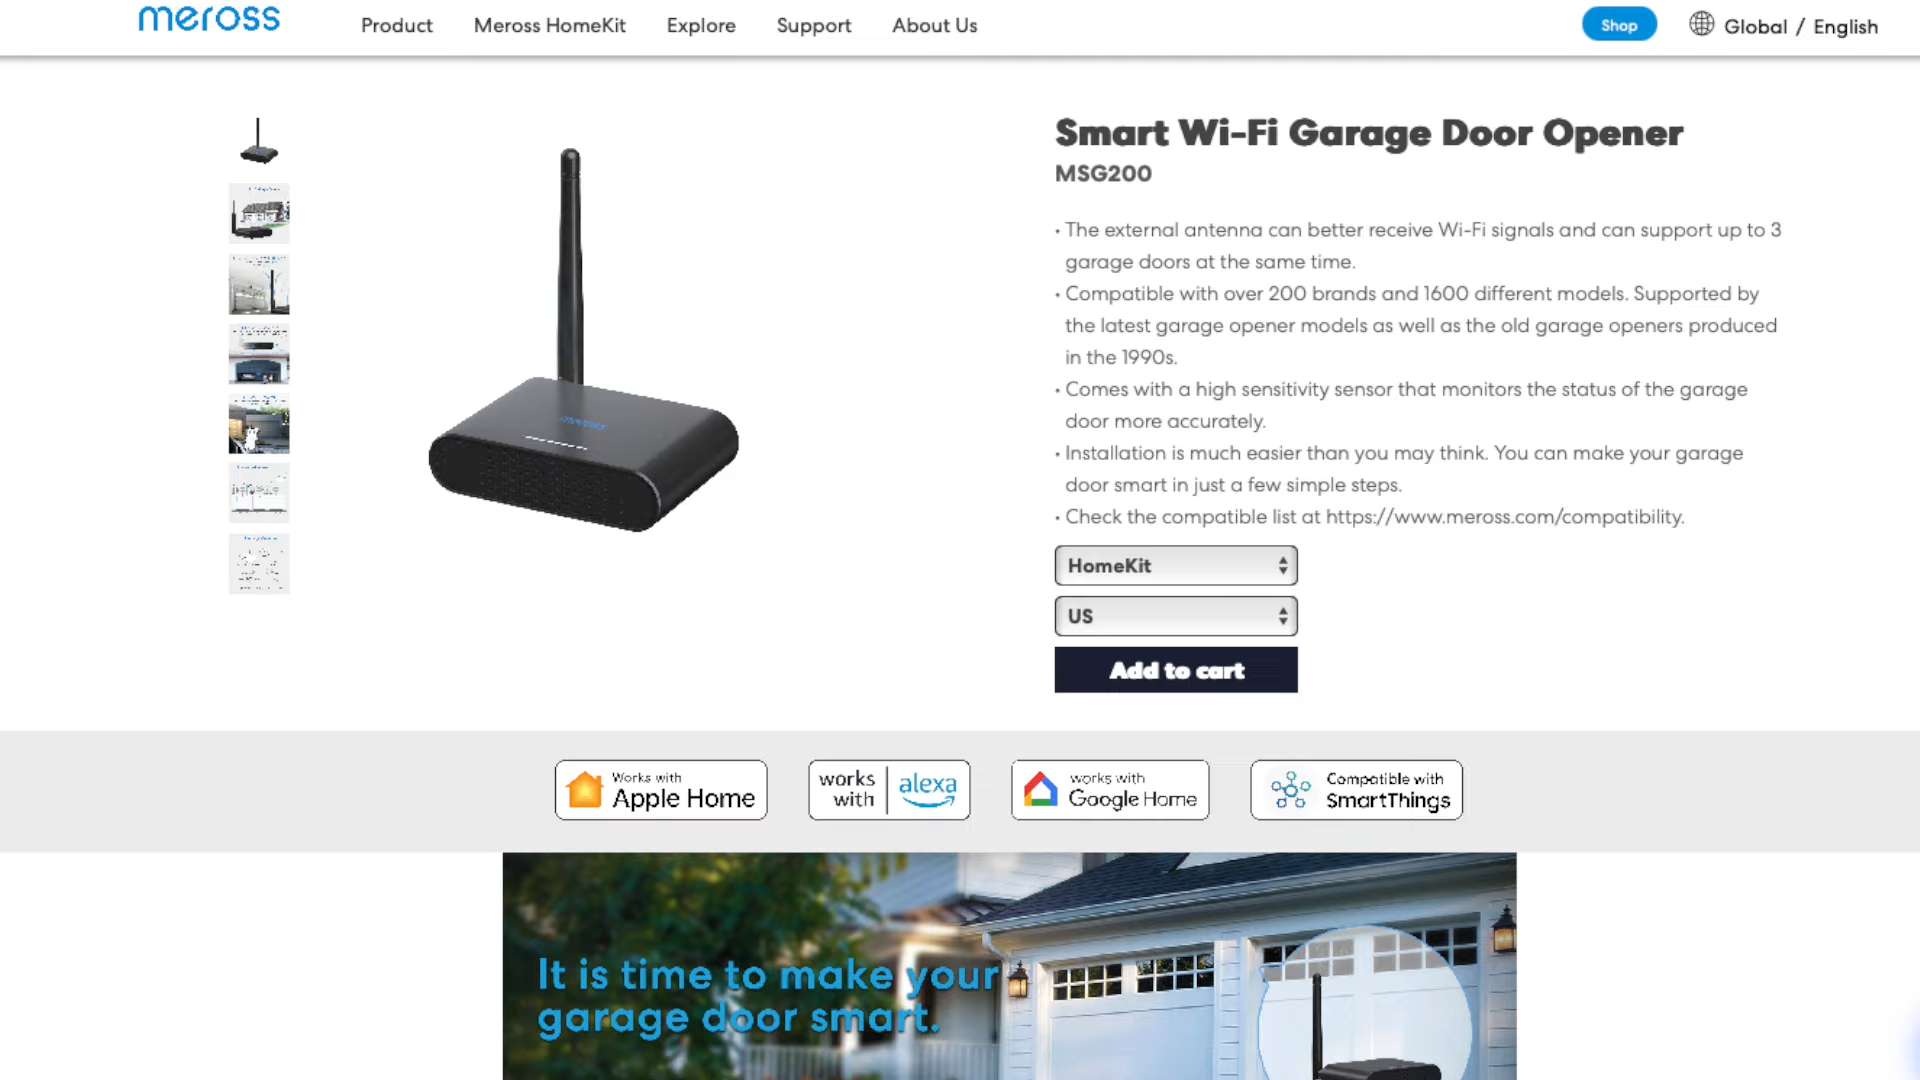 meross
Product Meross HomeKit Explore Support About Us Shop Global / English
Smart Wi-Fi Garage Door Opener
MSG200
• The external antenna can better receive Wi-Fi signals and can support up to 3
garage doors at the same time.
• Compatible with over 200 brands and 1600 different models. Supported by
the latest garage opener models as well as the old garage openers produced
in the 1990s.
• Comes with a high sensitivity sensor that monitors the status of the garage
door more accurately.
• Installation is much easier than you may think. You can make your garage
door smart in just a few simple steps.
• Check the compatible list at https://www.meross.com/compatibility.
meross
HomeKit
US
Add to cart
Works with
Apple Home
works
with
alexa
works with
Google Home
Compatible with
SmartThings
It is time to make your
garage door smart.